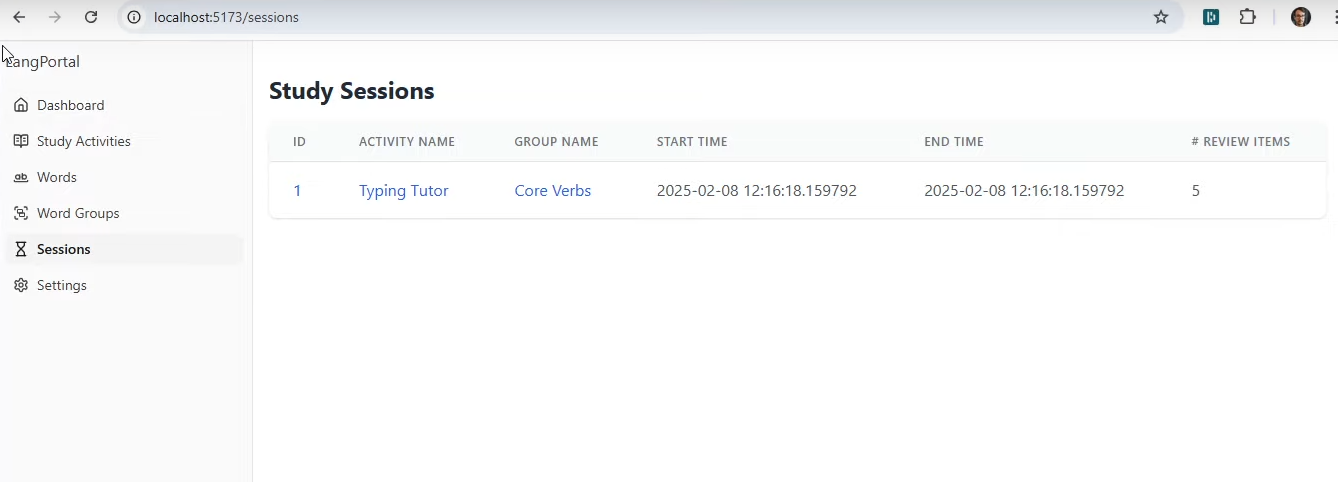 localhost:5173/sessions
LangPortal
Dashboard
Study Activities
Words
Word Groups
Sessions
Settings
Study Sessions
ID ACTIVITY NAME GROUP NAME START TIME END TIME # REVIEW ITEMS
1 Typing Tutor Core Verbs 2025-02-08 12:16:18.159792 2025-02-08 12:16:18.159792 5